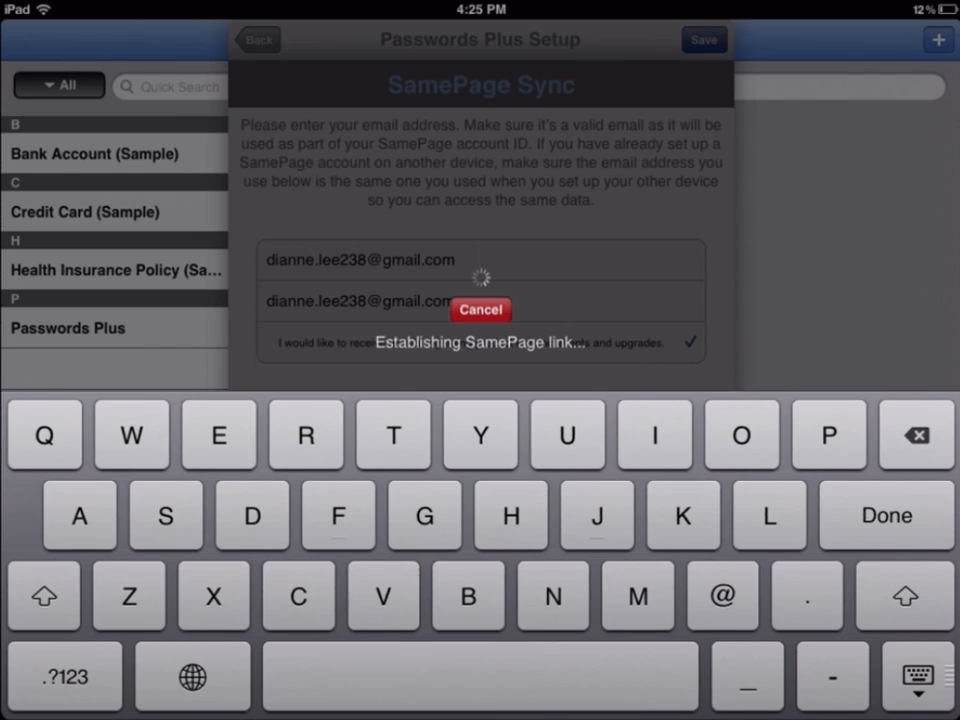 iPad 4:25 PM 12%
Back Passwords Plus Setup Save +
All Quick Search
SamePage Sync
B
Bank Account (Sample)
C
Credit Card (Sample)
H
Health Insurance Policy (Sa...
P
Passwords Plus
Please enter your email address. Make sure it's a valid email as it will be
used as part of your SamePage account ID. If you have already set up a
SamePage account on another device, make sure the email address you
use below is the same one you used when you set up your other device
so you can access the same data.
dianne.lee238@gmail.com
dianne.lee238@gmail.com
Cancel
I would like to and upgrades.
Establishing SamePage link...
Q W E R T Y U I O P
A S D F G H J K L Done
Z X C V B N M @ .
.?123 _ -